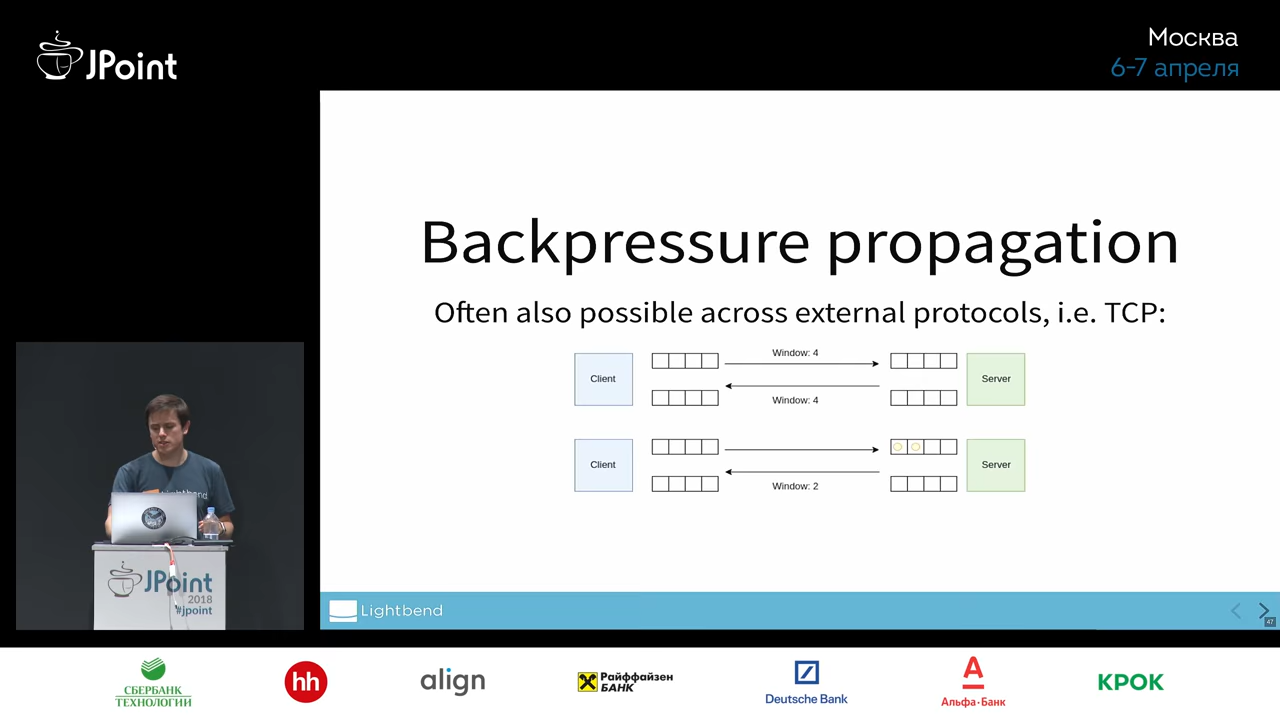 JPoint
Москва
6-7 апреля
Backpressure propagation
Often also possible across external protocols, i.e. TCP:
Client
Window: 4
Window: 4
Server
Client
Window: 2
Server
Lightbend
47
Lightbend
JPoint
2018
#jpoint
СБЕРБАНК
ТЕХНОЛОГИИ
hh
align
Райффайзен
БАНК
Deutsche Bank
Альфа·Банк
КРОК